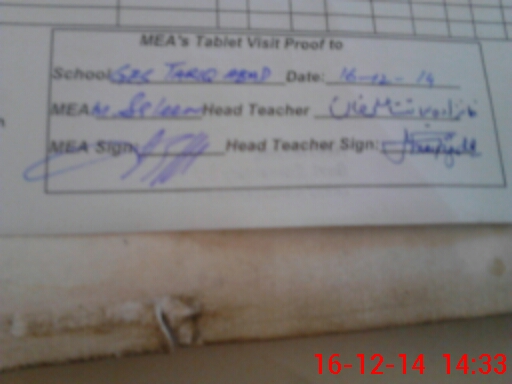 MEA's Tablet Visit Proof to
School GES TARIQ ABAD Date: 16-12-14
MEA M Saleem Head Teacher
MEA Sign: Head Teacher Sign:
16-12-14 14:33